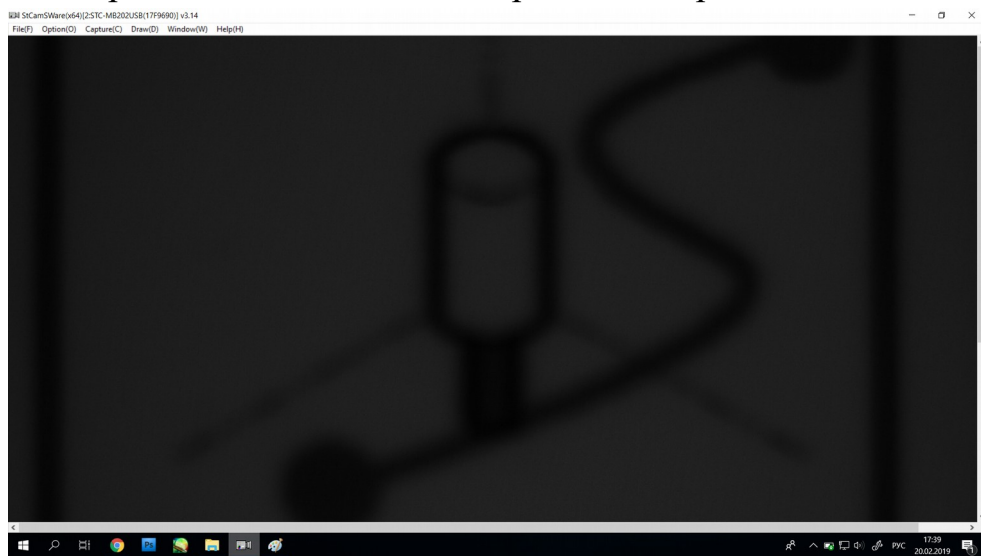 StCamSWare(x64)[2:STC-MB202USB(17F9690)] v3.14
File(F) Option(O) Capture(C) Draw(D) Window(W) Help(H)
Ps
РУС
17:39
20.02.2019